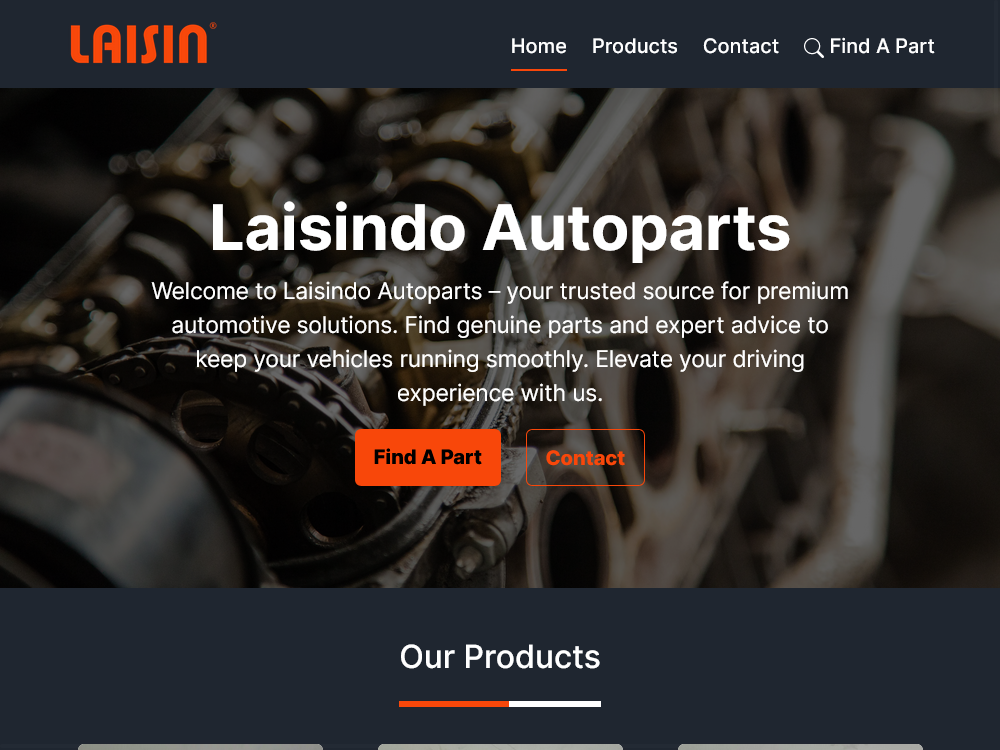 LAISIN®
Home Products Contact Find A Part
Laisindo Autoparts
Welcome to Laisindo Autoparts – your trusted source for premium
automotive solutions. Find genuine parts and expert advice to
keep your vehicles running smoothly. Elevate your driving
experience with us.
Find A Part Contact
Our Products